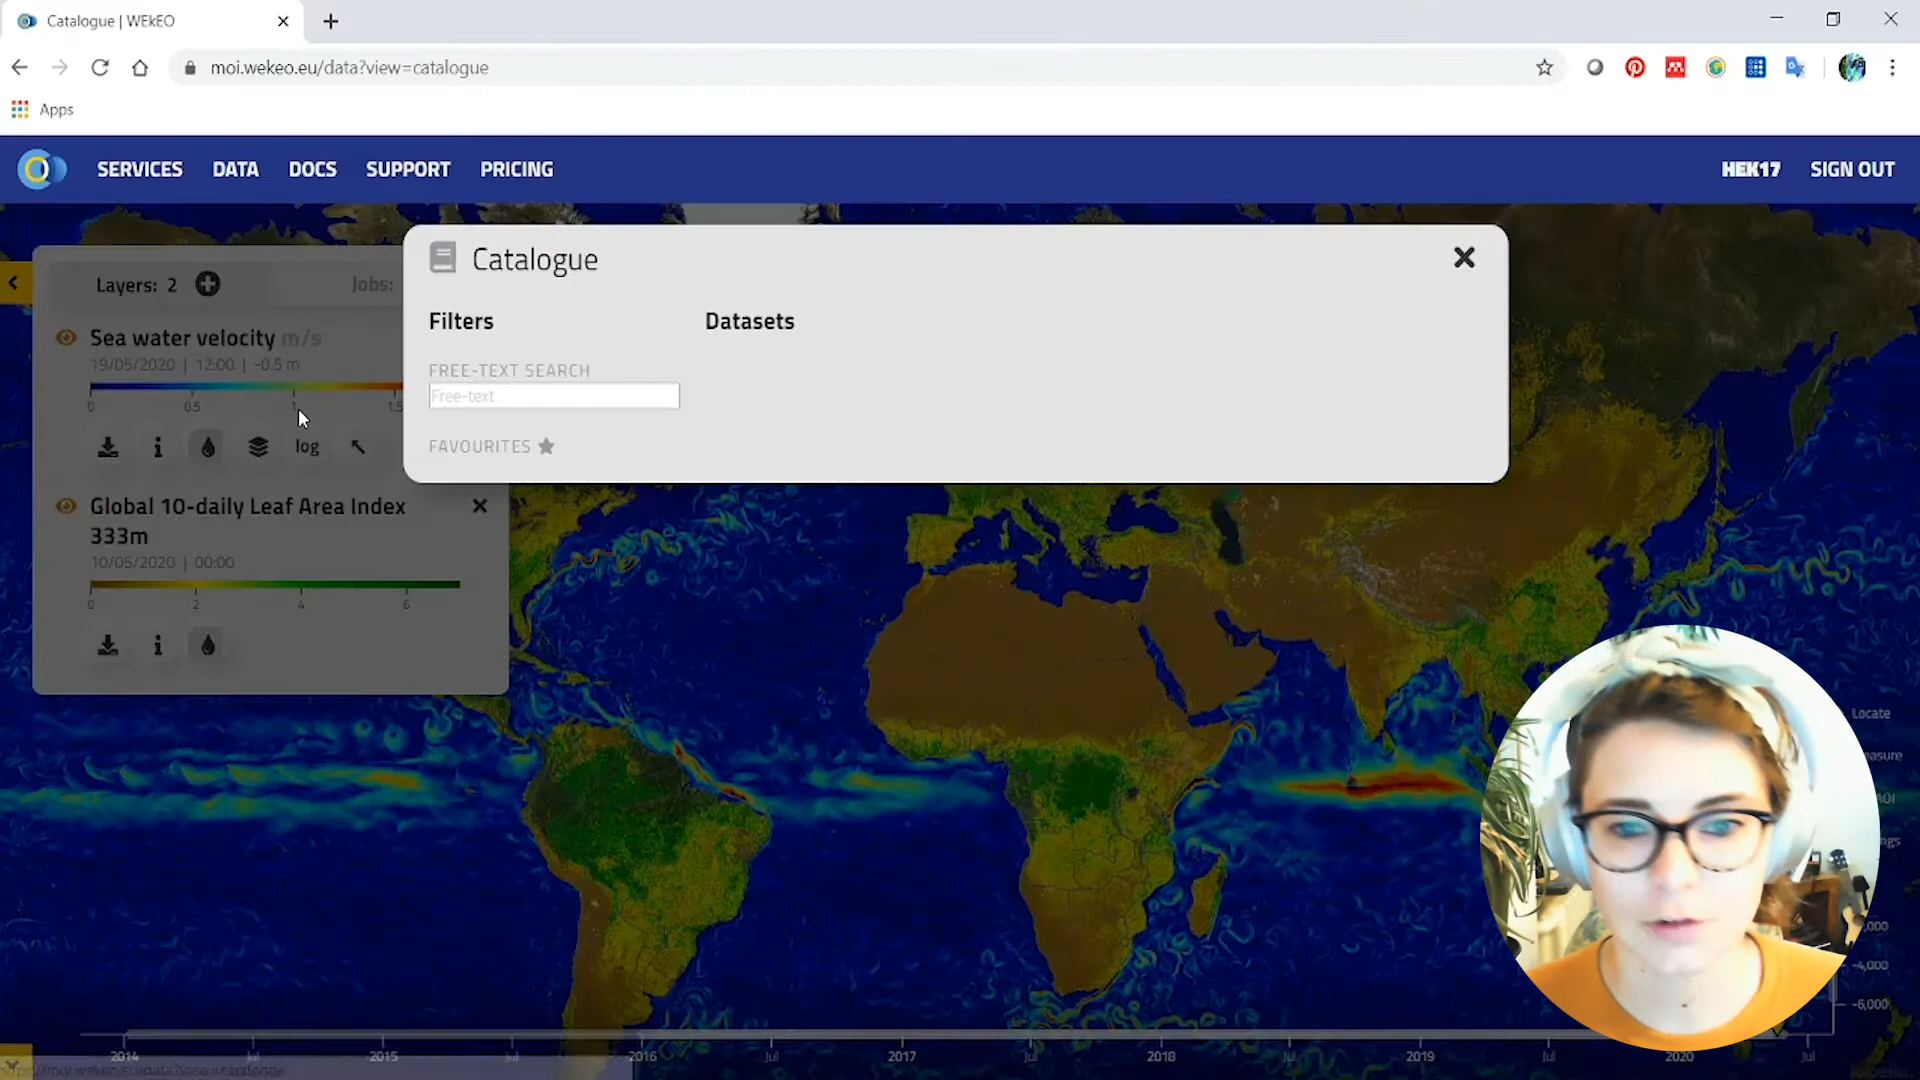 Catalogue | WEkEO
moi.wekeo.eu/data?view=catalogue
Apps
SERVICES DATA DOCS SUPPORT PRICING HEK17 SIGN OUT
Catalogue
Layers: 2 Jobs:
Filters Datasets
Sea water velocity m/s
19/05/2020 | 12:00 | -0.5 m
FREE-TEXT SEARCH
Free-text
0 0.5 1 1.5
log
FAVOURITES
Global 10-daily Leaf Area Index
333m
10/05/2020 | 00:00
0 2 4 6
Locate
-4,000
-6,000
2014 Jul 2015 Jul 2016 Jul 2017 Jul 2018 Jul 2019 Jul 2020 Jul